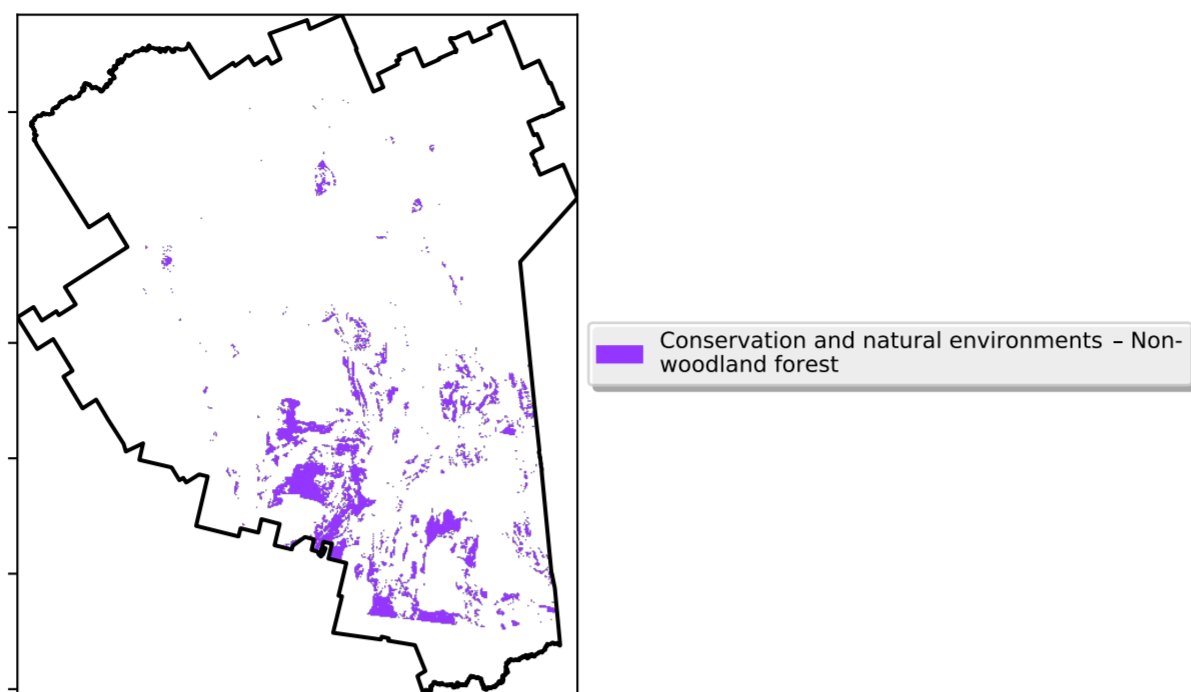 Conservation and natural environments – Non-
woodland forest